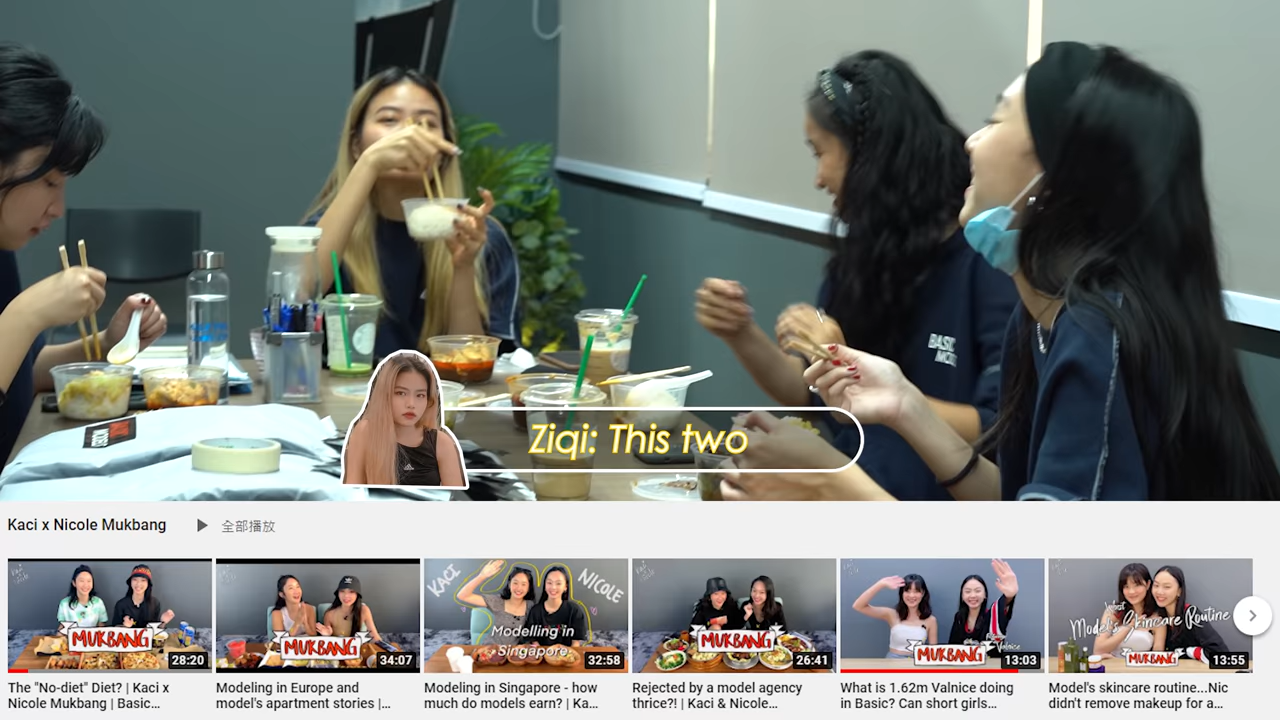 BASIC
Ziqi: This two
Kaci x Nicole Mukbang
全部播放
MUKBANG
28:20
MUKBANG
34:07
KACI
NICOLE
Modelling in
Singapore
32:58
MUKBANG
26:41
MUKBANG
Valnice
13:03
Model's Skincare Routine
MUKBANG
13:55
The "No-diet" Diet? | Kaci x
Nicole Mukbang | Basic...
Modeling in Europe and
model's apartment stories |...
Modeling in Singapore - how
much do models earn? | Ka...
Rejected by a model agency
thrice?! | Kaci & Nicole...
What is 1.62m Valnice doing
in Basic? Can short girls...
Model's skincare routine...Nic
didn't remove makeup for a...